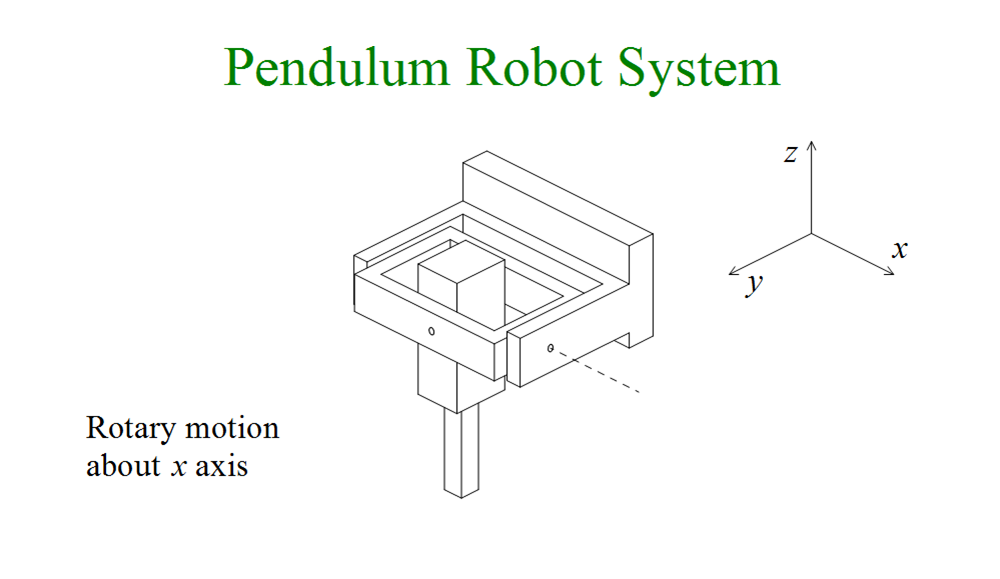 Pendulum Robot System
z
x
y
Rotary motion
about x axis